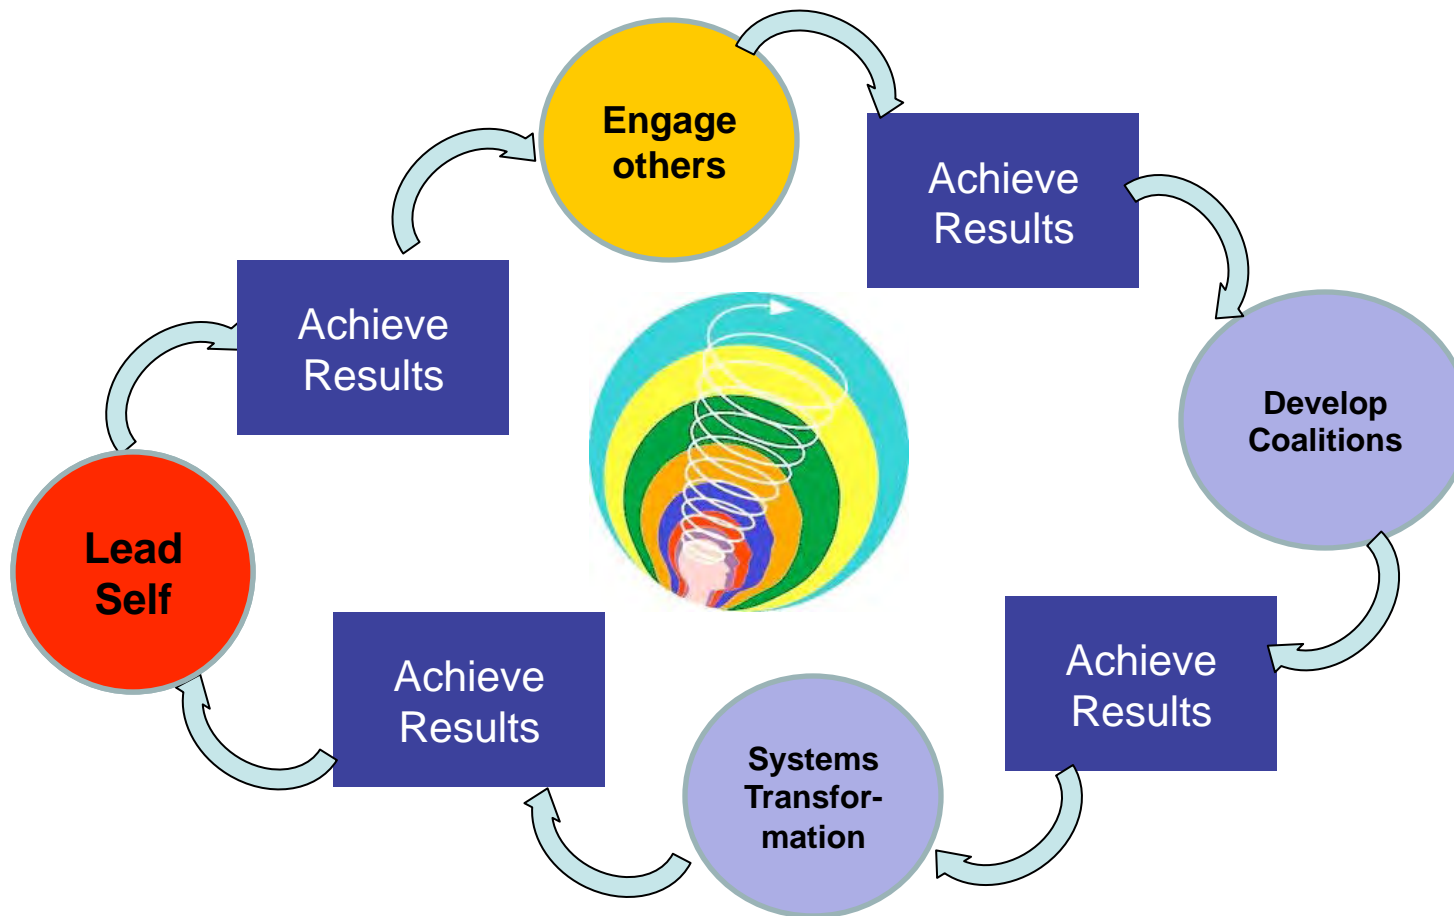 Engage
others
Achieve
Results
Achieve
Results
Develop
Coalitions
Lead
Self
Achieve
Results
Achieve
Results
Systems
Transfor-
mation